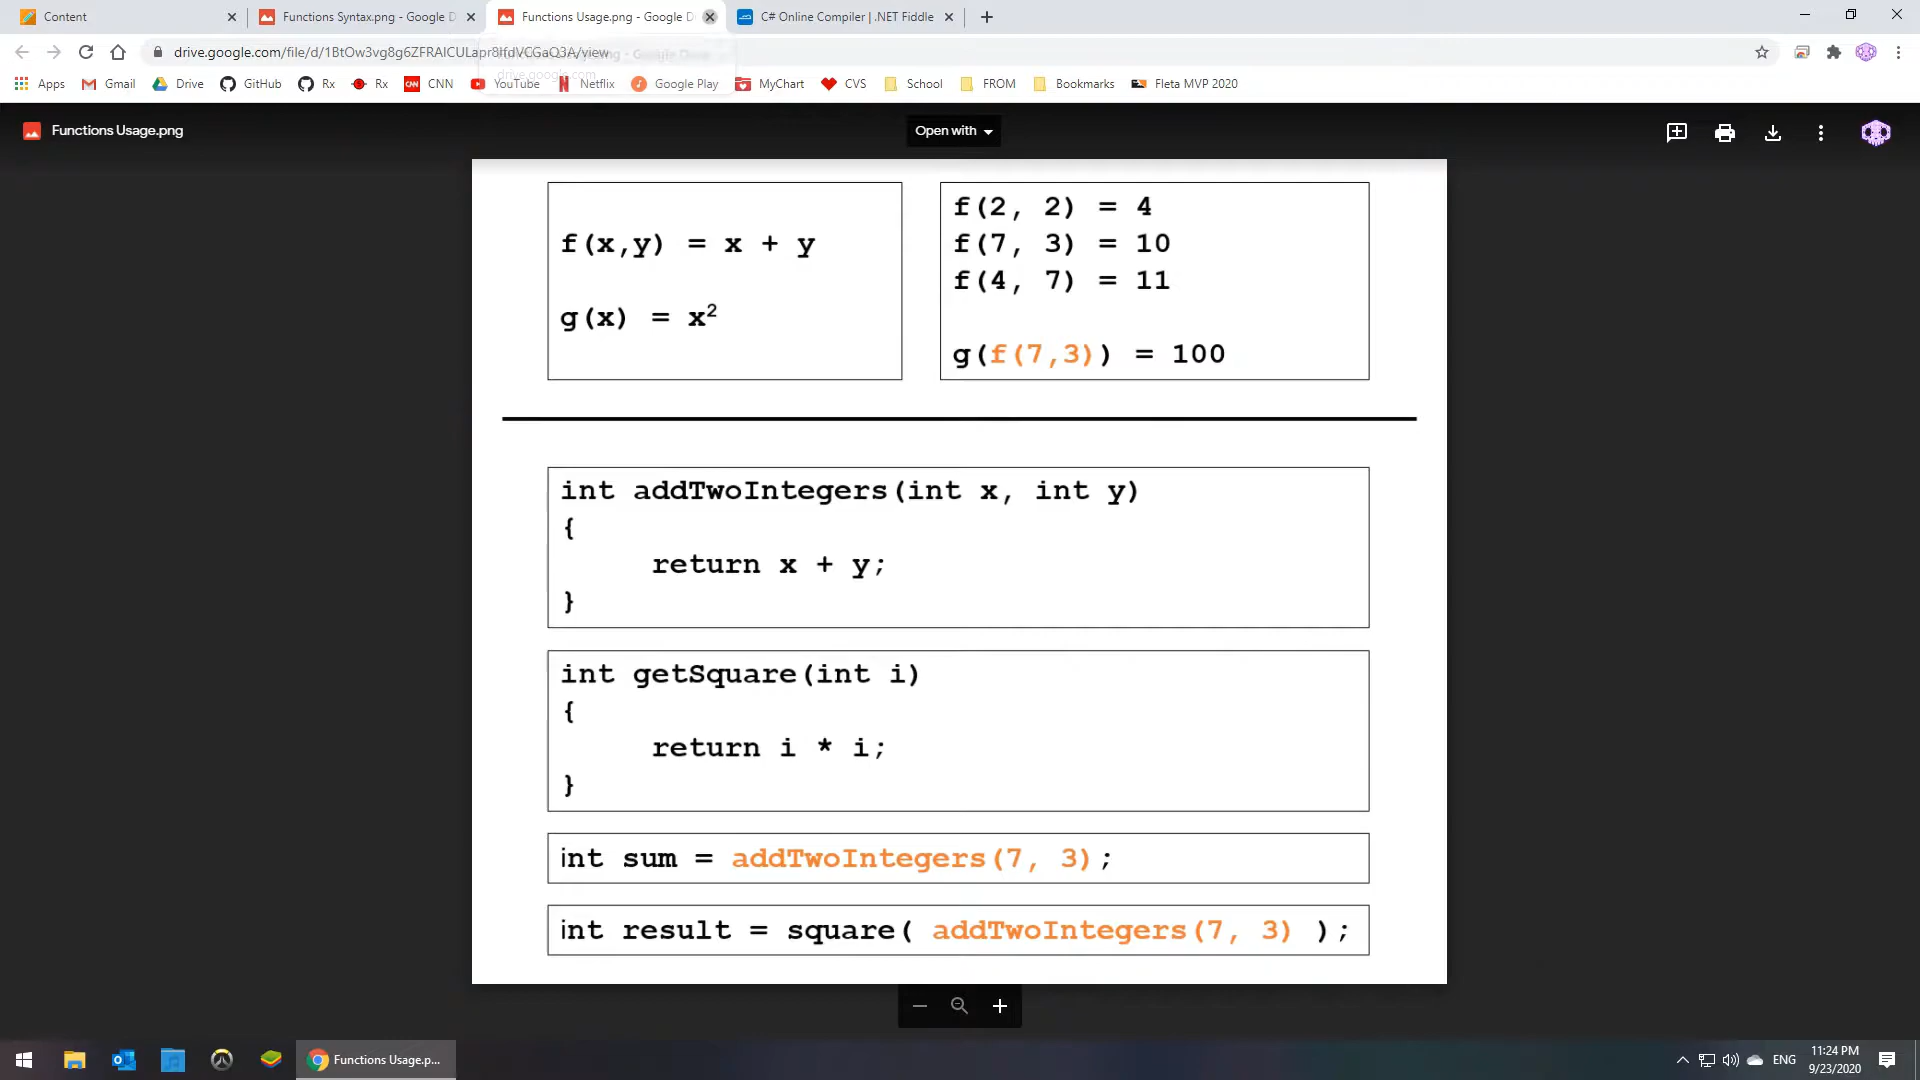 Content
Functions Syntax.png - Google D
Functions Usage.png - Google D
C# Online Compiler | .NET Fiddle
drive.google.com/file/d/1BtOw3vg8g6ZFRAICULapr8IfdVCGaQ3A/view
Apps
Gmail
Drive
GitHub
Rx
Rx
CNN
YouTube
Netflix
Google Play
MyChart
CVS
School
FROM
Bookmarks
Fleta MVP 2020
Functions Usage.png
Open with
f(x,y) = x + y
g(x) = x²
f(2, 2) = 4
f(7, 3) = 10
f(4, 7) = 11
g(f(7,3)) = 100
int addTwoIntegers(int x, int y)
{
return x + y;
}
int getSquare(int i)
{
return i * i;
}
int sum = addTwoIntegers(7, 3);
int result = square( addTwoIntegers(7, 3) );
Functions Usage.p...
ENG
11:24 PM
9/23/2020